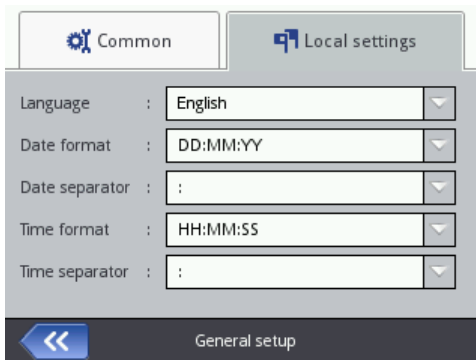 Common Local settings
Language : English
Date format : DD:MM:YY
Date separator : :
Time format : HH:MM:SS
Time separator : :
General setup